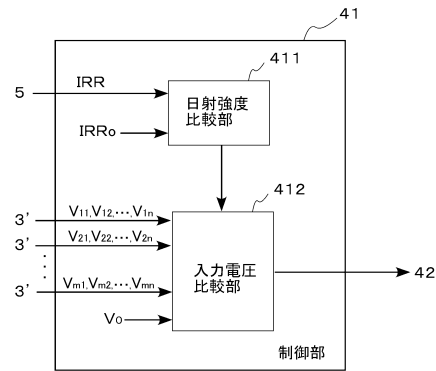 41
411
5 IRR
日射強度
比較部
IRRo
412
3' V11,V12,…,V1n
3' V21,V22,…,V2n
入力電圧
比較部
42
3' Vm1,Vm2,…,Vmn
Vo
制御部